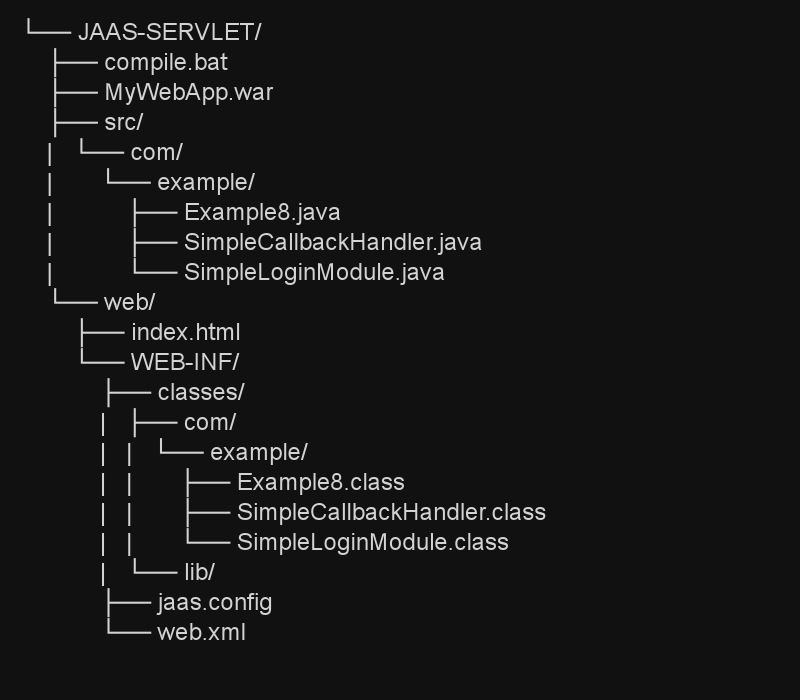 └── JAAS-SERVLET/
    ├── compile.bat
    ├── MyWebApp.war
    ├── src/
    |   └── com/
    |       └── example/
    |           ├── Example8.java
    |           ├── SimpleCallbackHandler.java
    |           └── SimpleLoginModule.java
    └── web/
        ├── index.html
        └── WEB-INF/
            ├── classes/
            |   ├── com/
            |   |   └── example/
            |   |       ├── Example8.class
            |   |       ├── SimpleCallbackHandler.class
            |   |       └── SimpleLoginModule.class
            |   └── lib/
            ├── jaas.config
            └── web.xml